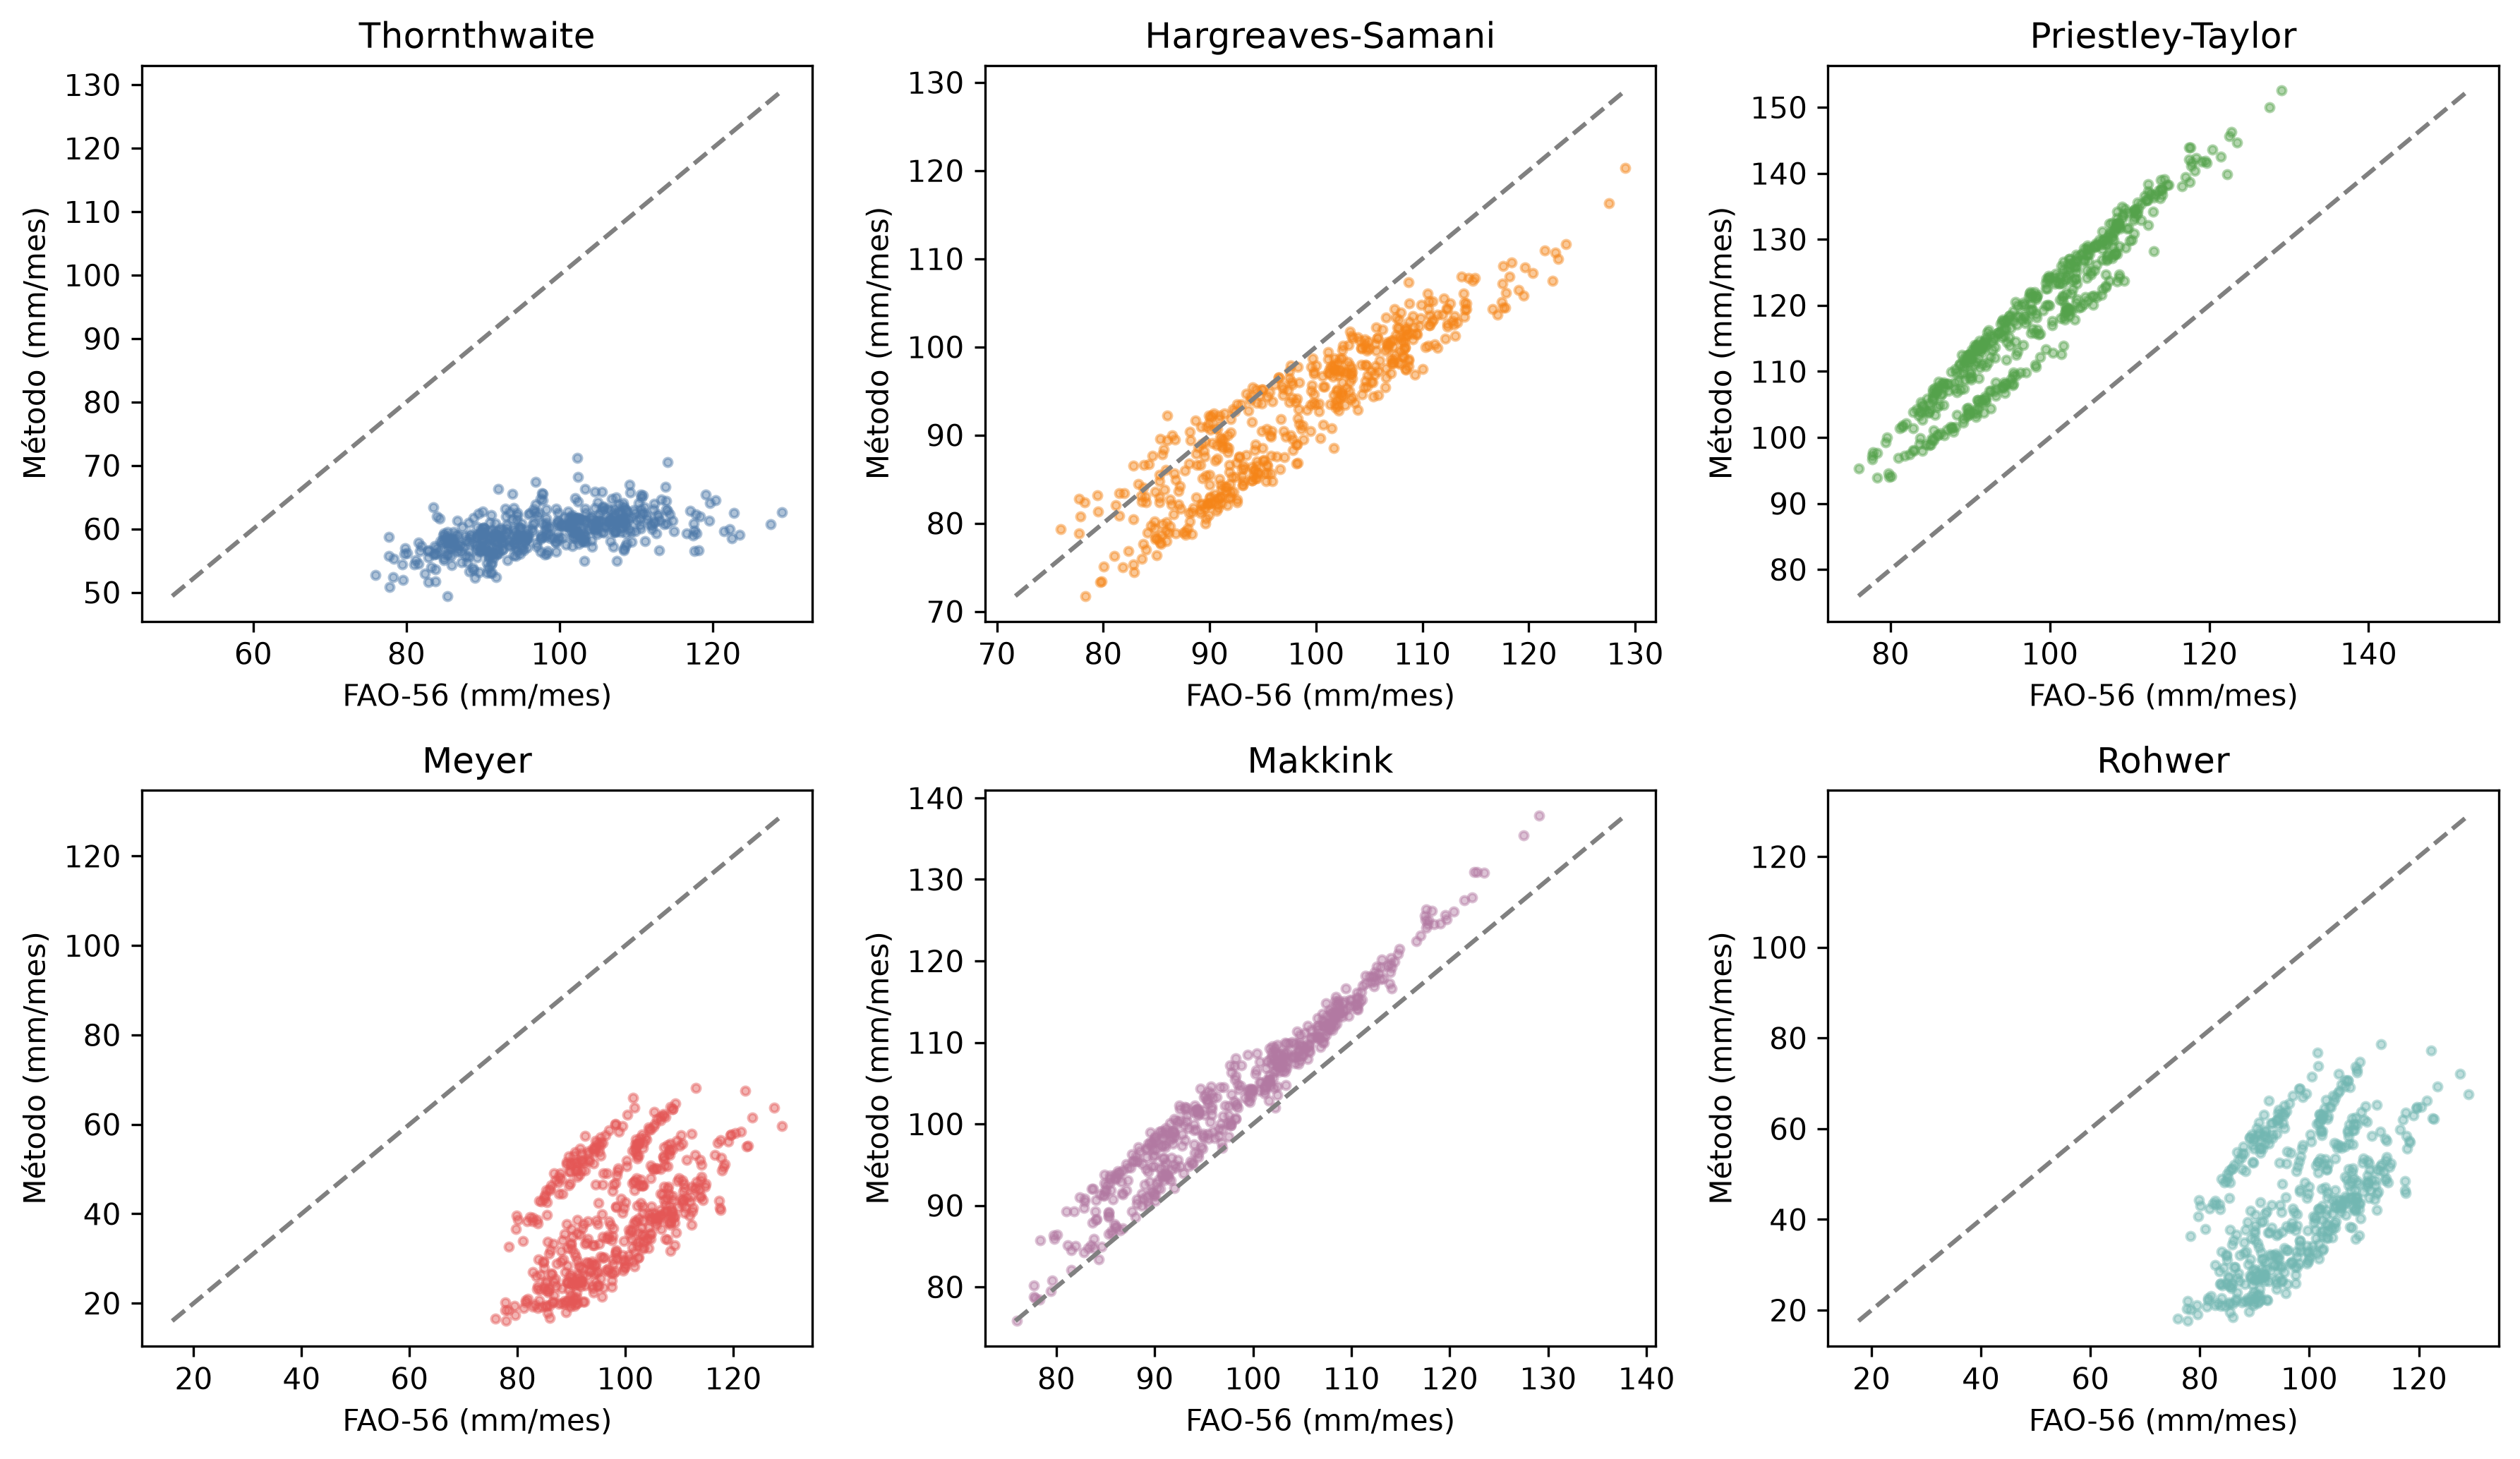 Thornthwaite
130
120
110
100
90
80
70
60
50
Método (mm/mes)
60 80 100 120
FAO-56 (mm/mes)
Hargreaves-Samani
130
120
110
100
90
80
70
Método (mm/mes)
70 80 90 100 110 120 130
FAO-56 (mm/mes)
Priestley-Taylor
150
140
130
120
110
100
90
80
Método (mm/mes)
80 100 120 140
FAO-56 (mm/mes)
Meyer
120
100
80
60
40
20
Método (mm/mes)
20 40 60 80 100 120
FAO-56 (mm/mes)
Makkink
140
130
120
110
100
90
80
Método (mm/mes)
80 90 100 110 120 130 140
FAO-56 (mm/mes)
Rohwer
120
100
80
60
40
20
Método (mm/mes)
20 40 60 80 100 120
FAO-56 (mm/mes)